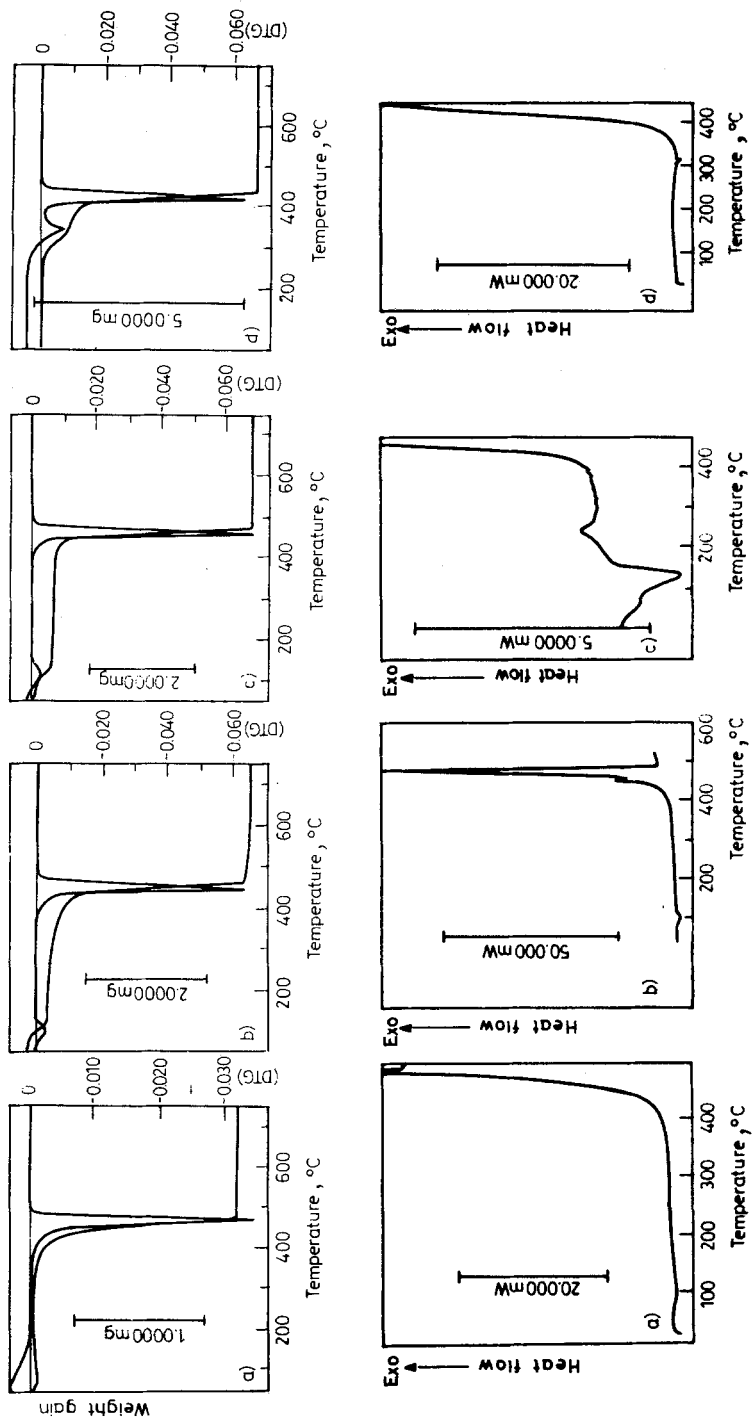 Weight gain
a)
1.0000mg
0
-0.010
-0.020
-0.030
(DTG)
200 400 600
Temperature, °C
b)
2.0000mg
0
-0.020
-0.040
-0.060
(DTG)
200 400 600
Temperature, °C
c)
2.0000mg
0
-0.020
-0.040
-0.060
(DTG)
200 400 600
Temperature, °C
d)
5.0000mg
0
-0.020
-0.040
-0.060
(DTG)
200 400 600
Temperature, °C
Exo
Heat flow
a)
20.000mW
100 200 300 400
Temperature, °C
Exo
Heat flow
b)
50.000mW
200 400 600
Temperature, °C
Exo
Heat flow
c)
5.0000mW
200 400
Temperature, °C
Exo
Heat flow
d)
20.000mW
100 200 300 400
Temperature, °C